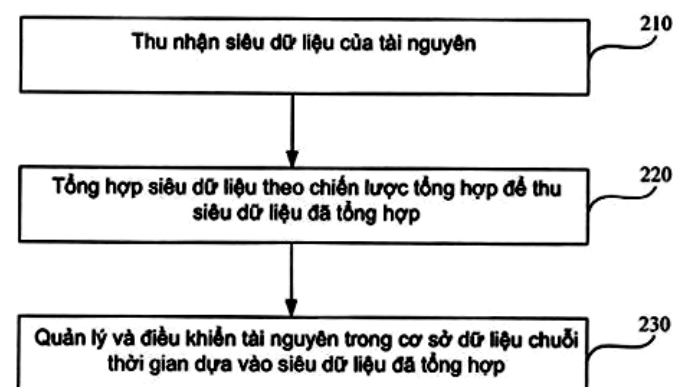 210
Thu nhận siêu dữ liệu của tài nguyên
220
Tổng hợp siêu dữ liệu theo chiến lược tổng hợp để thu
siêu dữ liệu đã tổng hợp
230
Quản lý và điều khiển tài nguyên trong cơ sở dữ liệu chuỗi
thời gian dựa vào siêu dữ liệu đã tổng hợp